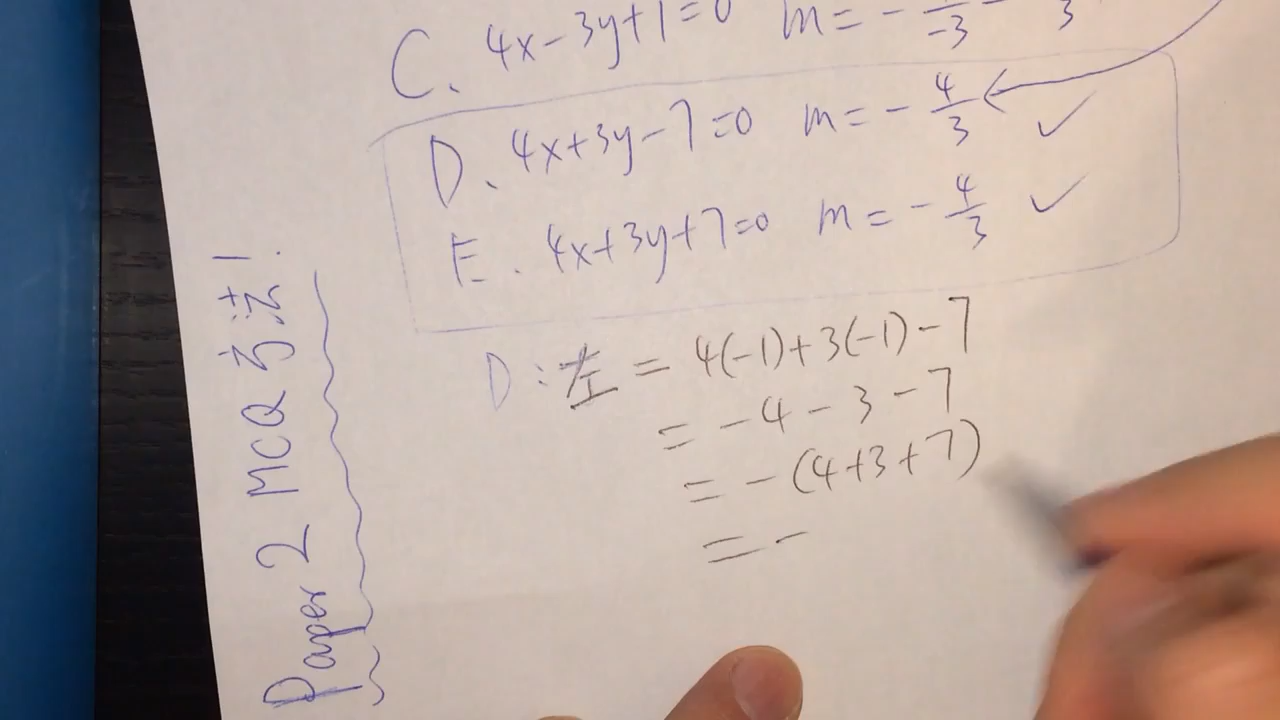 C. 4x-3y+1=0 m=-
-3 3
D. 4x+3y-7=0 m=-4/3 ✓
E. 4x+3y+7=0 m=-4/3 ✓
D:左 = 4(-1)+3(-1)-7
= -4-3-7
= -(4+3+7)
= -
Paper 2 MCQ 方法!